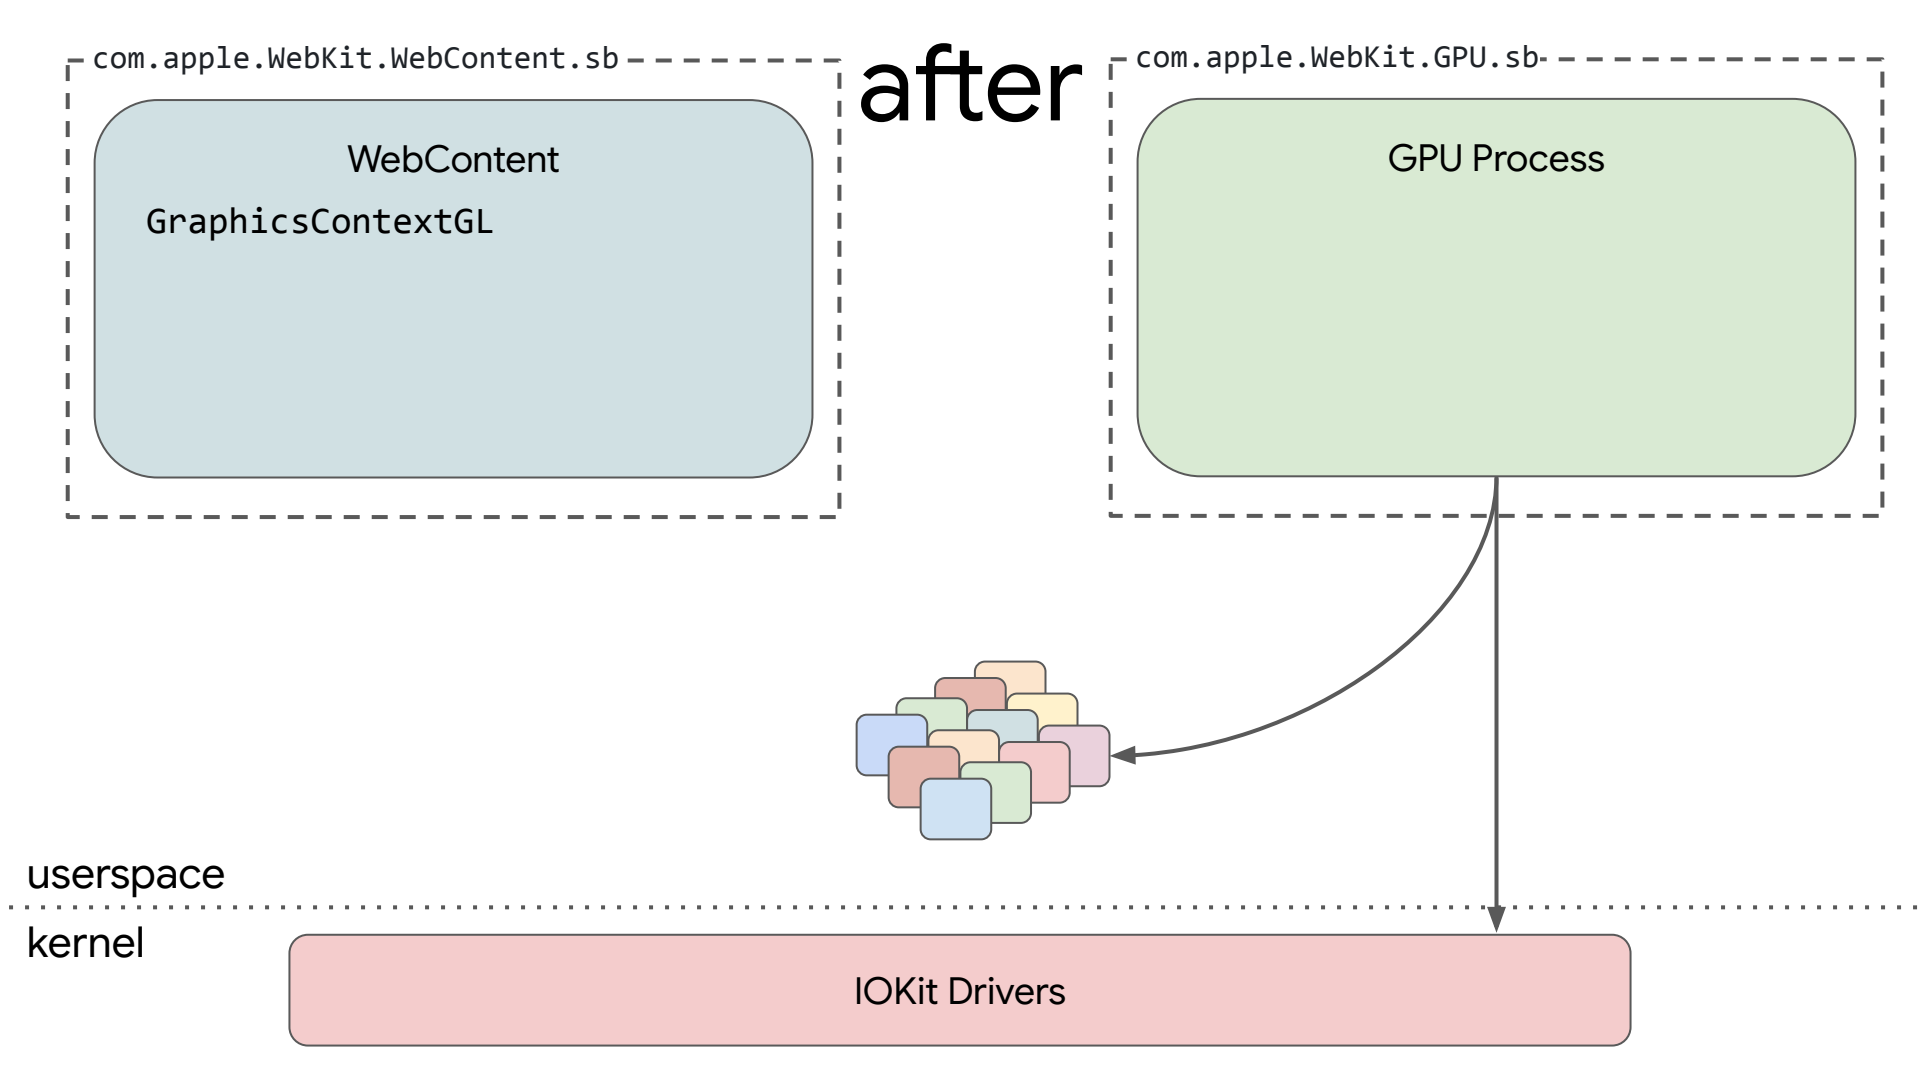 com.apple.WebKit.WebContent.sb
after
com.apple.WebKit.GPU.sb
WebContent
GraphicsContextGL
GPU Process
userspace
kernel
IOKit Drivers